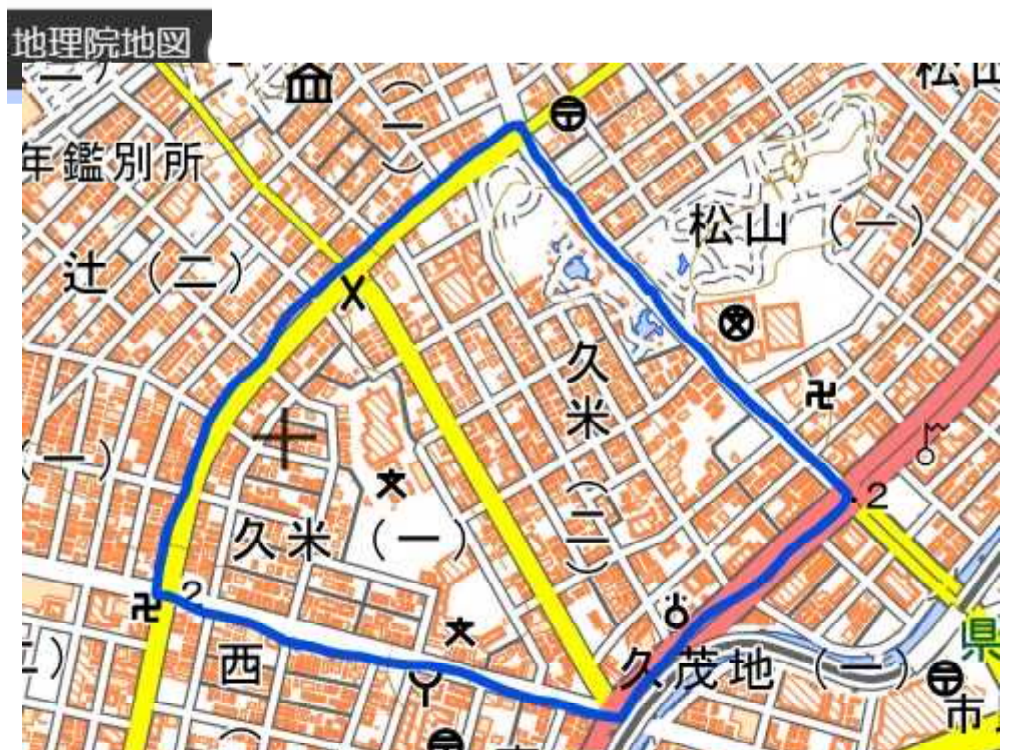 地理院地図
松山
年鑑別所
(一)
松山 (一)
辻 (二)
久米(二)
2
久米(一)
2
西
久茂地 (一)
県
市